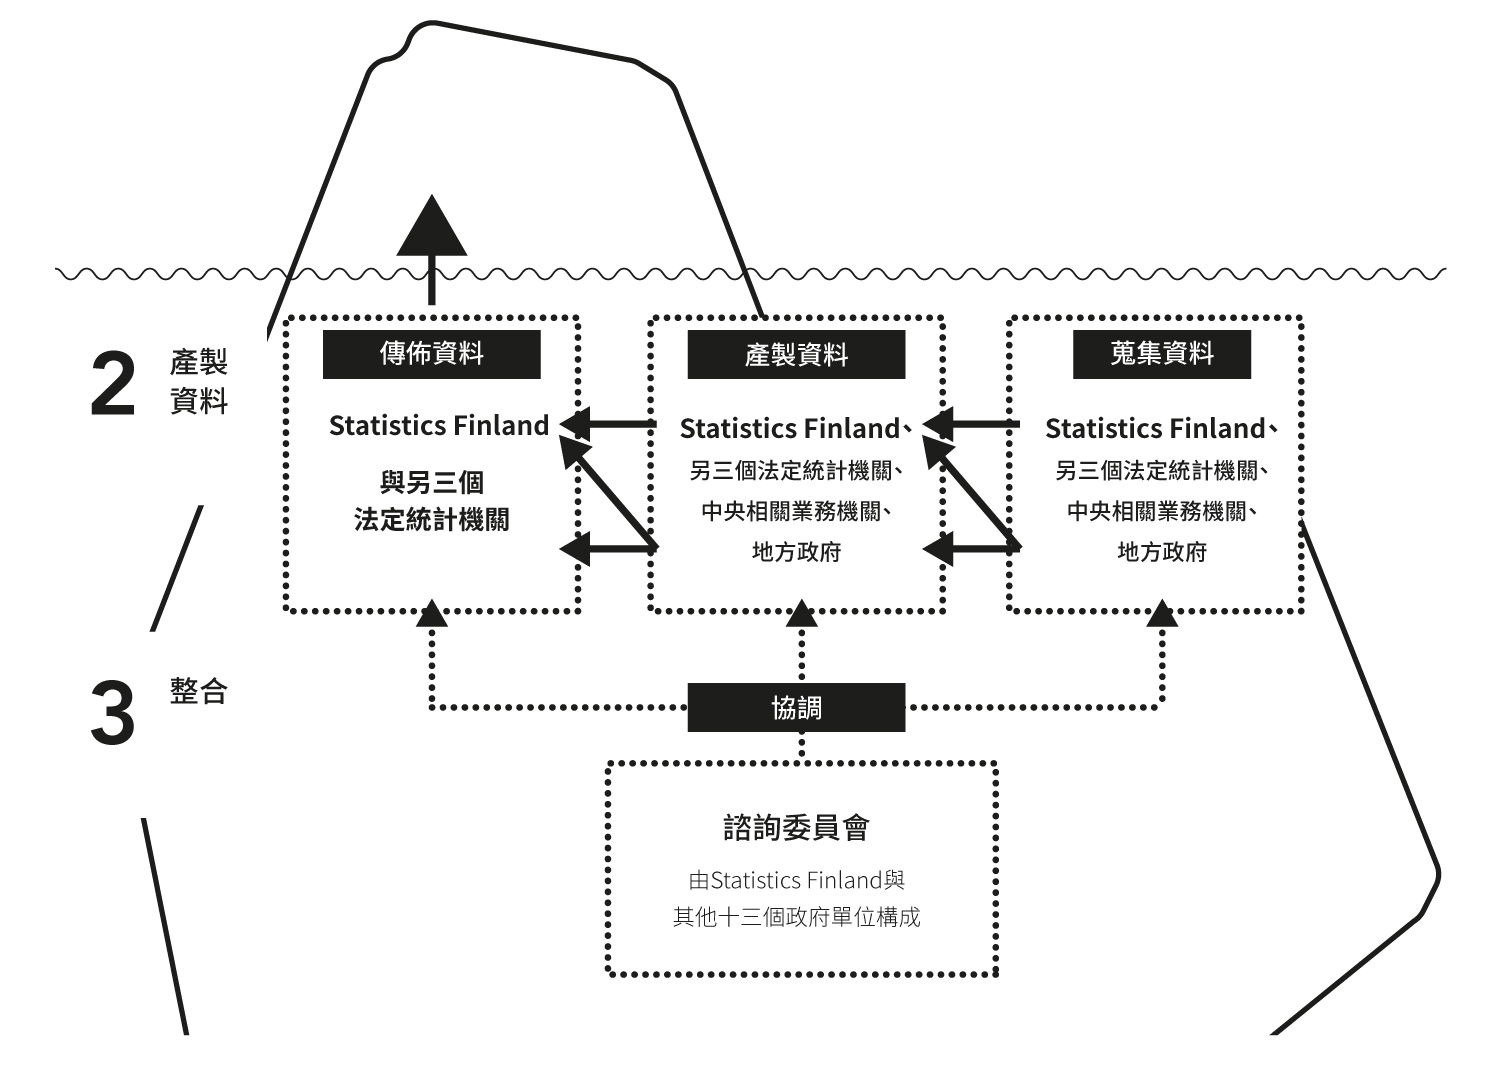 2
產製
資料
傳佈資料
Statistics Finland
與另三個
法定統計機關
產製資料
Statistics Finland、
另三個法定統計機關、
中央相關業務機關、
地方政府
蒐集資料
Statistics Finland、
另三個法定統計機關、
中央相關業務機關、
地方政府
3
整合
協調
諮詢委員會
由Statistics Finland與
其他十三個政府單位構成